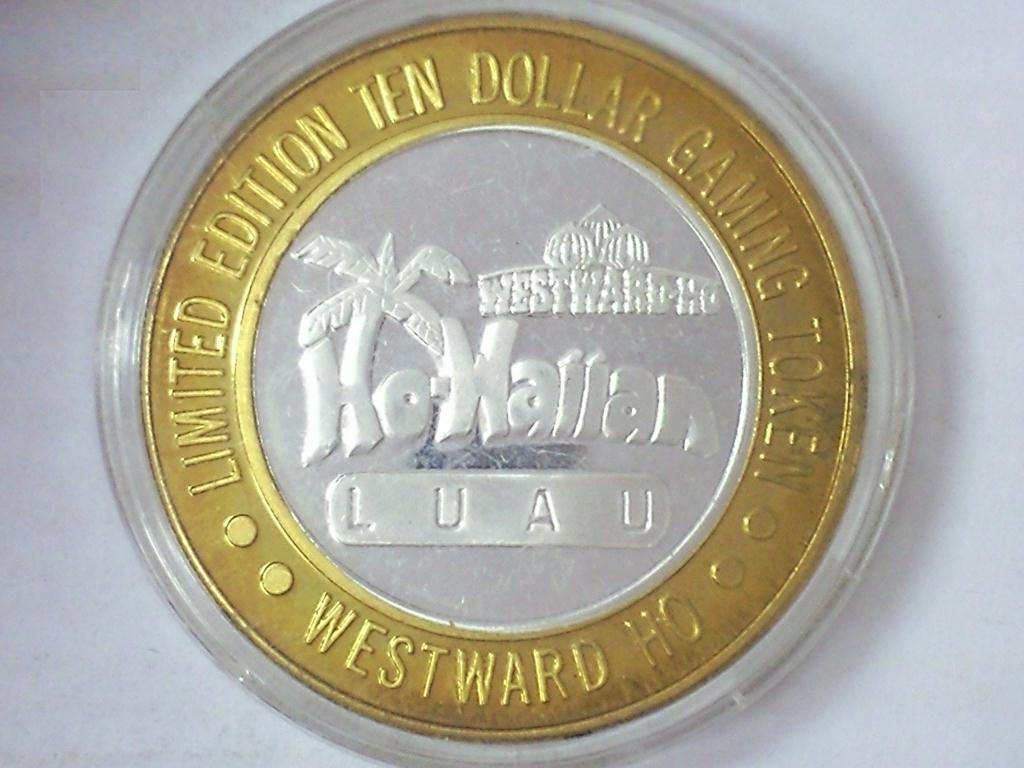 LIMITED EDITION TEN DOLLAR GAMING TOKEN
WESTWARD HO
Ho-Waiian
LUAU
WESTWARD HO